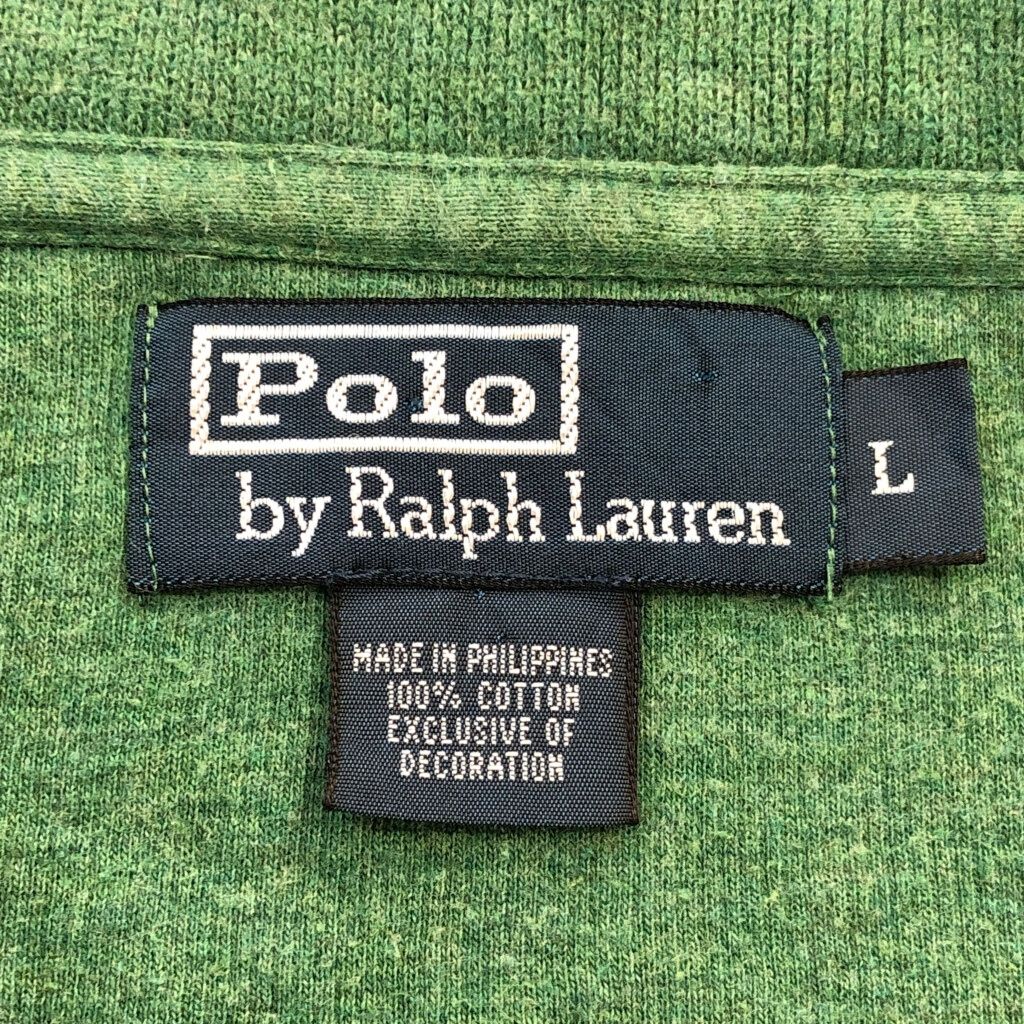 Polo
by Ralph Lauren
L
MADE IN PHILIPPINES
100% COTTON
EXCLUSIVE OF
DECORATION